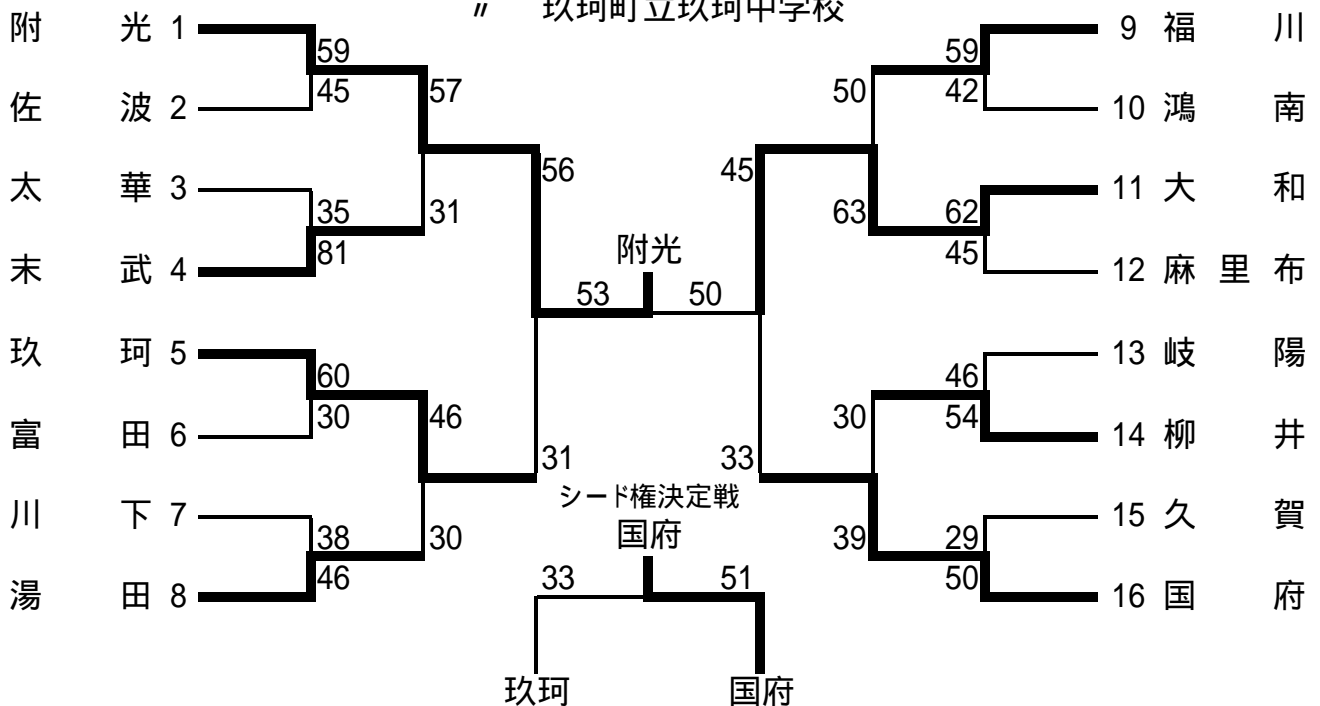 〃 玖珂町立玖珂中学校
附光 1
59
45
佐波 2
57
太華 3
35
81
末武 4
31
56
玖珂 5
60
30
富田 6
46
川下 7
38
46
湯田 8
30
31
附光
53 50
シード権決定戦
国府
33 51
玖珂 国府
9 福川
59
42
10 鴻南
50
11 大和
62
45
12 麻里布
63
45
13 岐陽
46
54
14 柳井
30
15 久賀
29
50
16 国府
39
33